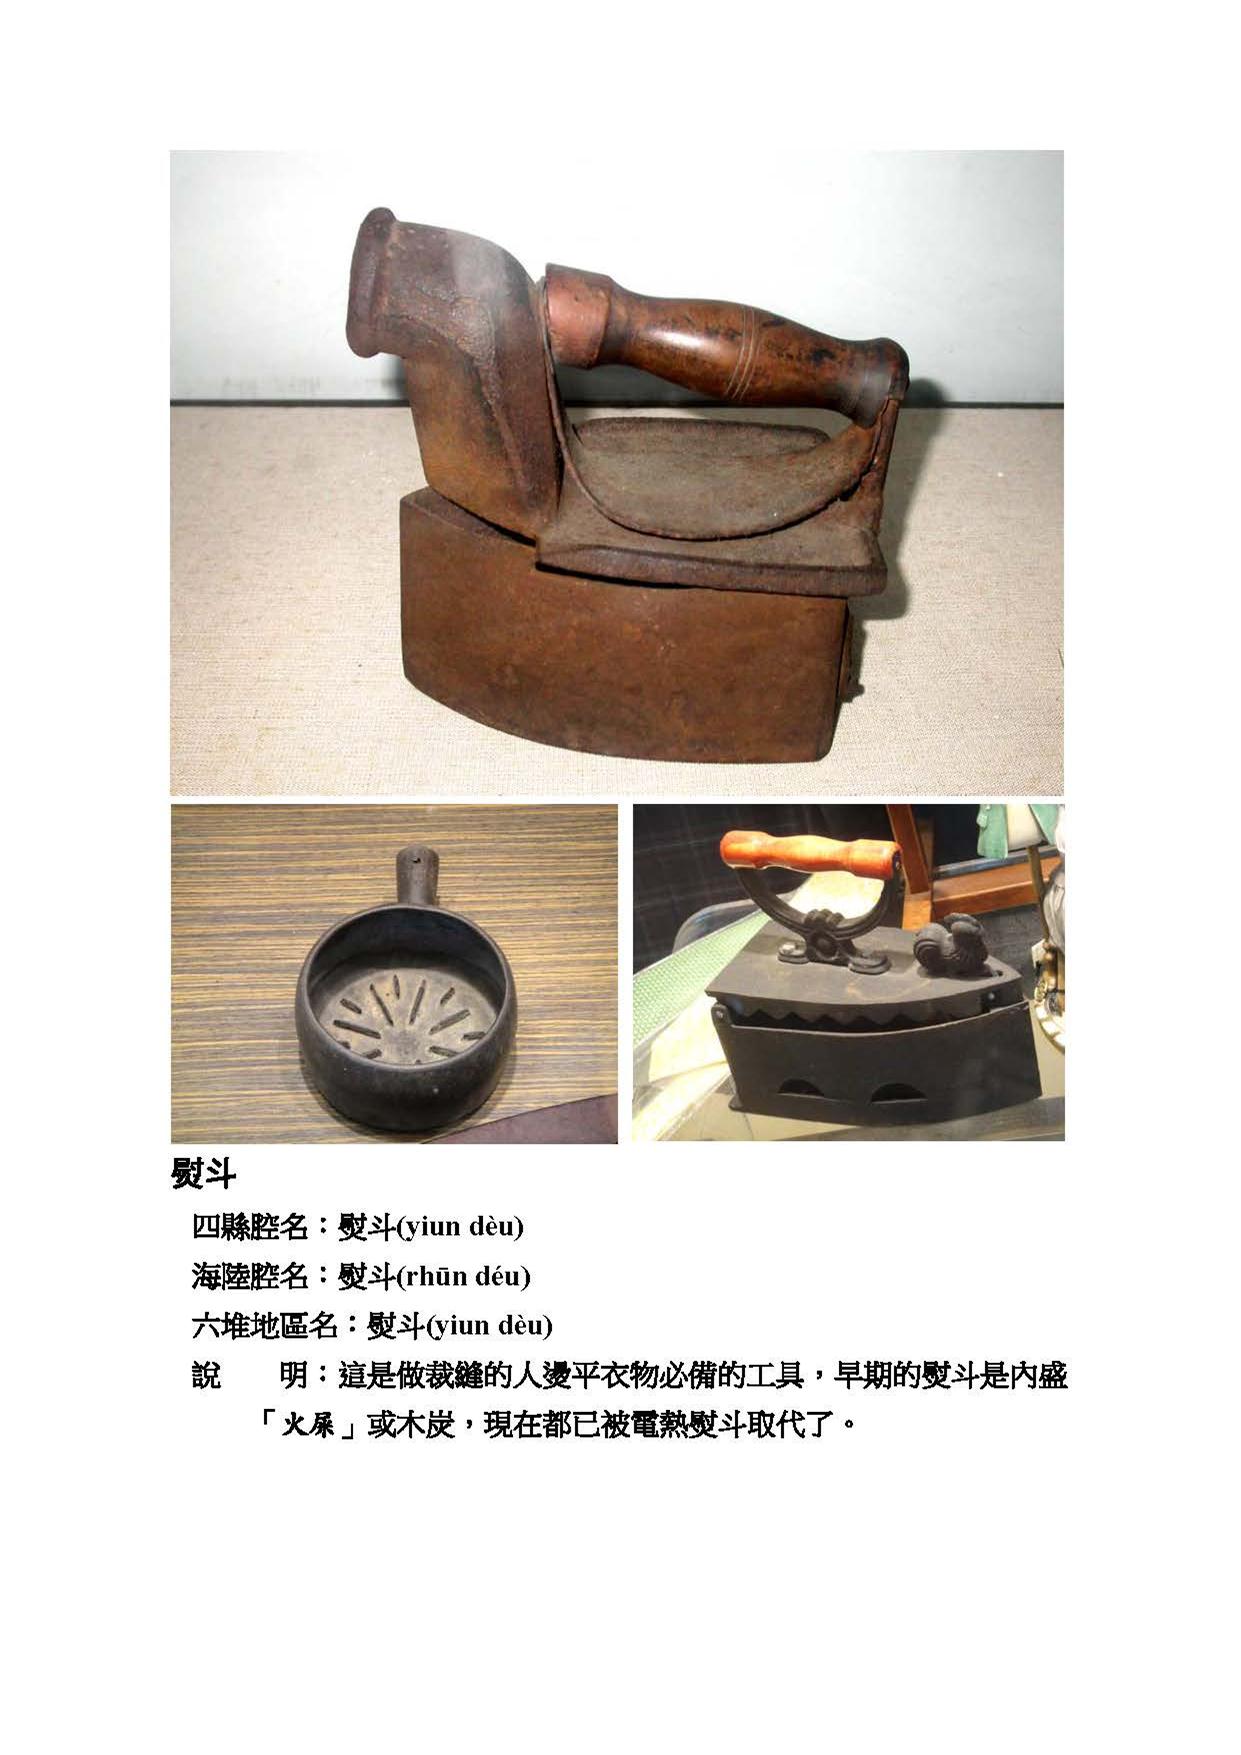 熨斗
四縣腔名：熨斗(yiun dèu)
海陸腔名：熨斗(rhūn déu)
六堆地區名：熨斗(yiun dèu)
說　　明：這是做裁縫的人燙平衣物必備的工具，早期的熨斗是內盛
「火屎」或木炭，現在都已被電熱熨斗取代了。